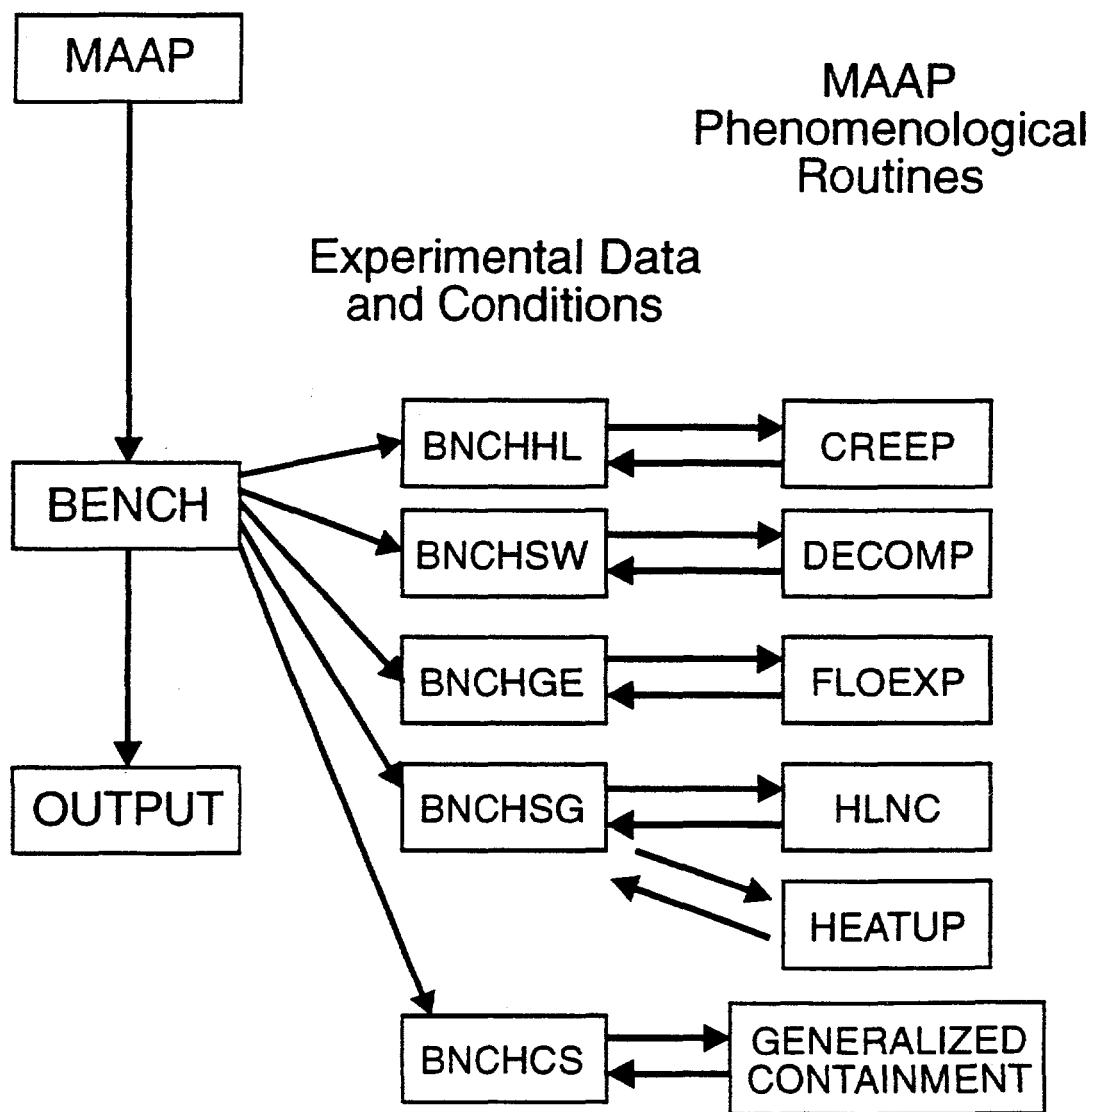 MAAP
MAAP
Phenomenological
Routines
Experimental Data
and Conditions
BNCHHL
CREEP
BENCH
BNCHSW
DECOMP
BNCHGE
FLOEXP
OUTPUT
BNCHSG
HLNC
HEATUP
BNCHCS
GENERALIZED
CONTAINMENT